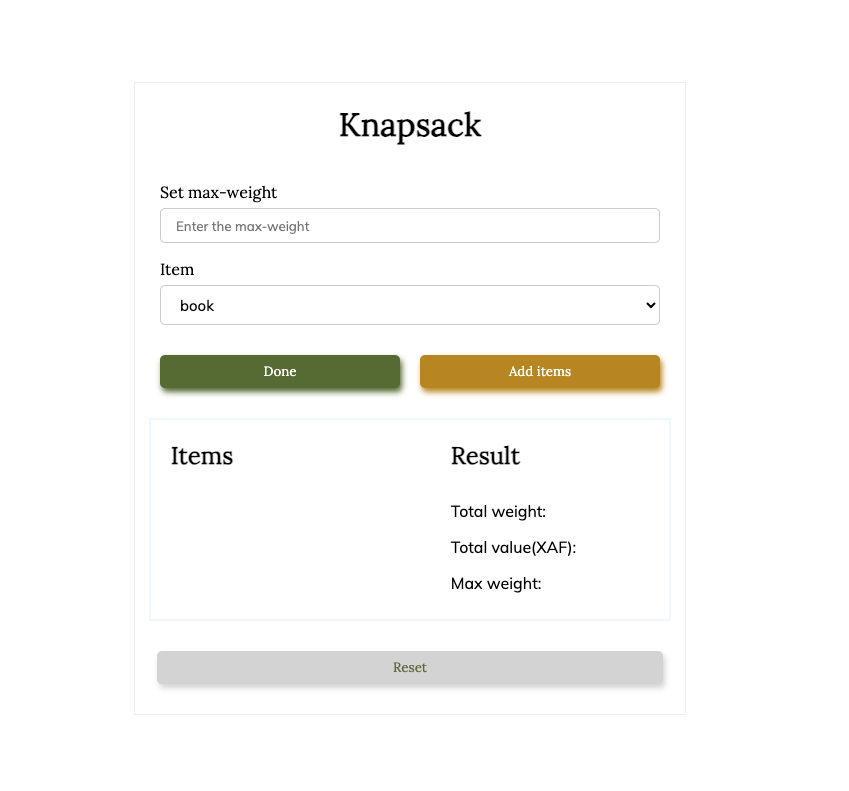 Knapsack
Set max-weight
Enter the max-weight
Item
book
Done
Add items
Items
Result
Total weight:
Total value(XAF):
Max weight:
Reset